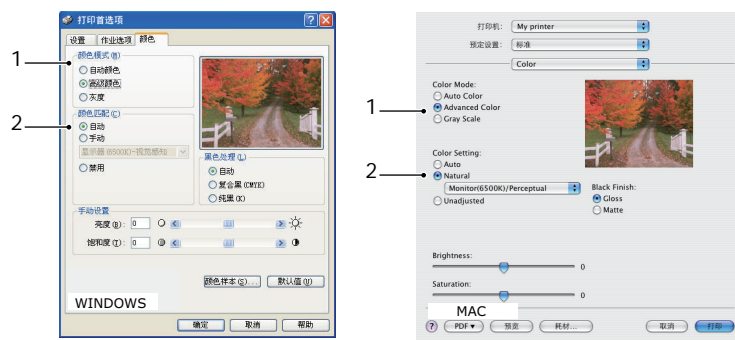 打印首选项
设置 作业选项 颜色
1
颜色模式(M)
自动颜色
高级颜色
灰度
2
颜色匹配(C)
自动
手动
显示器(6500K)-视觉感知
禁用
黑色处理(L)
自动
复合黑(CMYK)
纯黑(K)
手动设置
亮度(B): 0
饱和度(T): 0
颜色样本(S)... 默认值(U)
WINDOWS
确定 取消 帮助
打印机: My printer
预定设置: 标准
Color
Color Mode:
Auto Color
1
Advanced Color
Gray Scale
Color Setting:
Auto
2
Natural
Monitor(6500K)/Perceptual
Unadjusted
Black Finish:
Gloss
Matte
Brightness:
0
Saturation:
0
MAC
? PDF 预览 耗材... 取消 打印